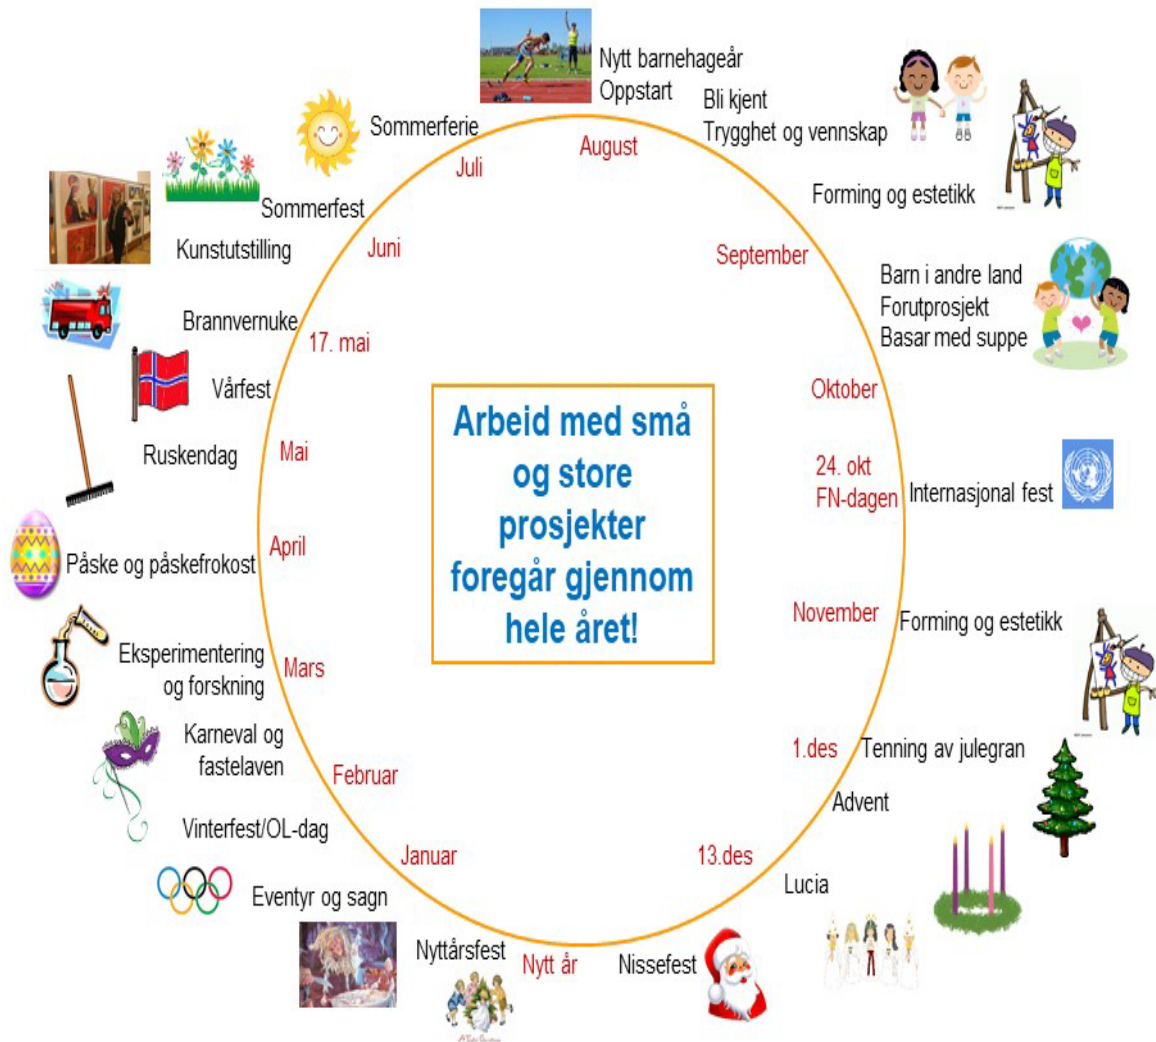 Nytt barnehageår
Oppstart
August
Bli kjent
Trygghet og vennskap
Forming og estetikk
September
Barn i andre land
Forutprosjekt
Basar med suppe
Oktober
24. okt
FN-dagen
Internasjonal fest
November
Forming og estetikk
1.des
Tenning av julegran
Advent
13.des
Lucia
Nissefest
Nytt år
Nyttårsfest
Eventyr og sagn
Januar
Vinterfest/OL-dag
Februar
Karneval og
fastelaven
Mars
Eksperimentering
og forskning
April
Påske og påskefrokost
Mai
Ruskendag
Vårfest
17. mai
Brannvernuke
Kunstutstilling
Juni
Sommerfest
Juli
Sommerferie
Arbeid med små
og store
prosjekter
foregår gjennom
hele året!